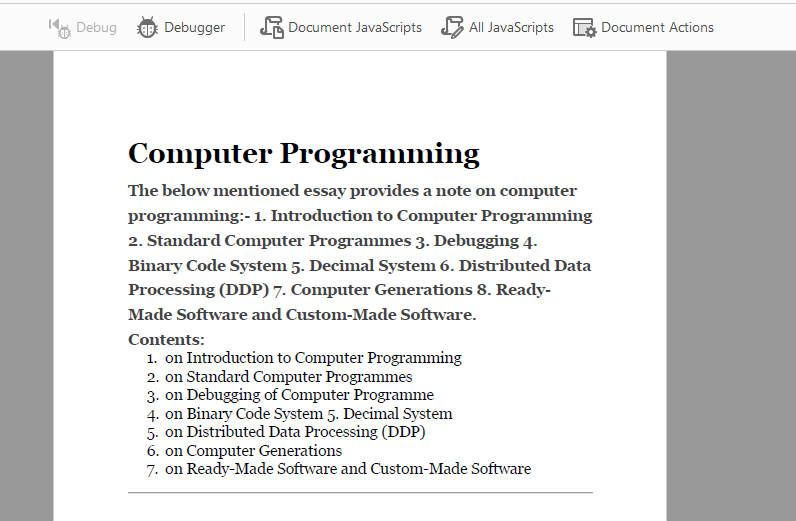 Debug Debugger Document JavaScripts All JavaScripts Document Actions
Computer Programming
The below mentioned essay provides a note on computer
programming:- 1. Introduction to Computer Programming
2. Standard Computer Programmes 3. Debugging 4.
Binary Code System 5. Decimal System 6. Distributed Data
Processing (DDP) 7. Computer Generations 8. Ready-
Made Software and Custom-Made Software.
Contents:
1. on Introduction to Computer Programming
2. on Standard Computer Programmes
3. on Debugging of Computer Programme
4. on Binary Code System 5. Decimal System
5. on Distributed Data Processing (DDP)
6. on Computer Generations
7. on Ready-Made Software and Custom-Made Software